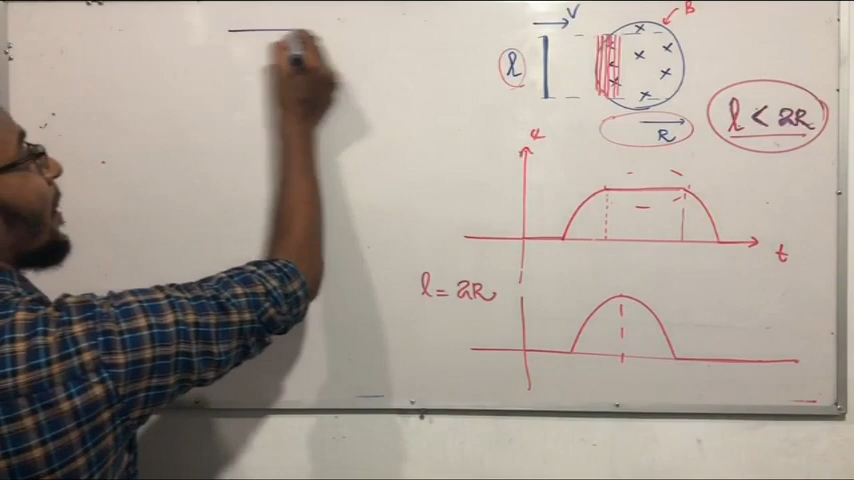 V
B
l
x x x x x x x
R
l < 2R
e
t
l = 2R